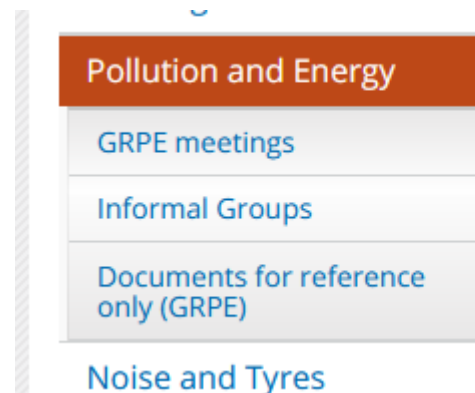 Pollution and Energy
GRPE meetings
Informal Groups
Documents for reference
only (GRPE)
Noise and Tyres